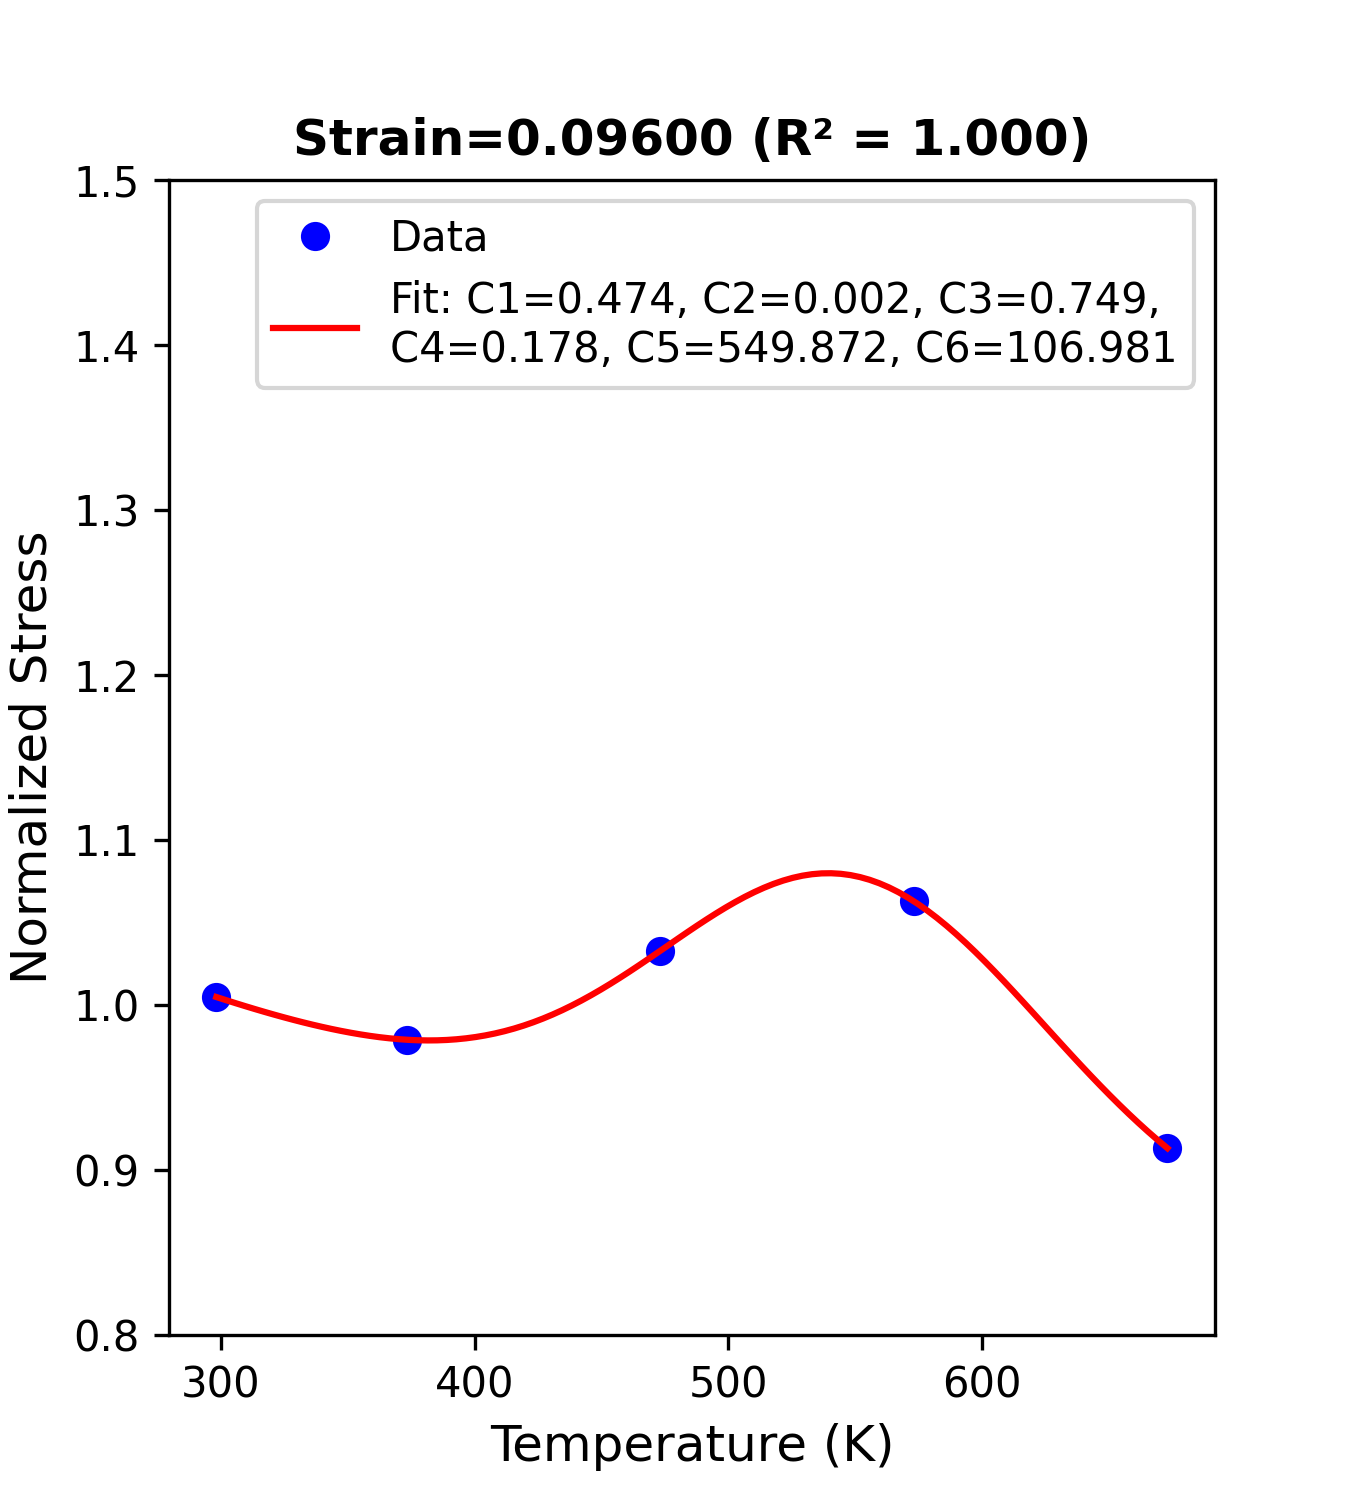 Strain=0.09600 (R² = 1.000)
1.5
1.4
1.3
1.2
1.1
1.0
0.9
0.8
Normalized Stress
Data
Fit: C1=0.474, C2=0.002, C3=0.749,
C4=0.178, C5=549.872, C6=106.981
300 400 500 600
Temperature (K)